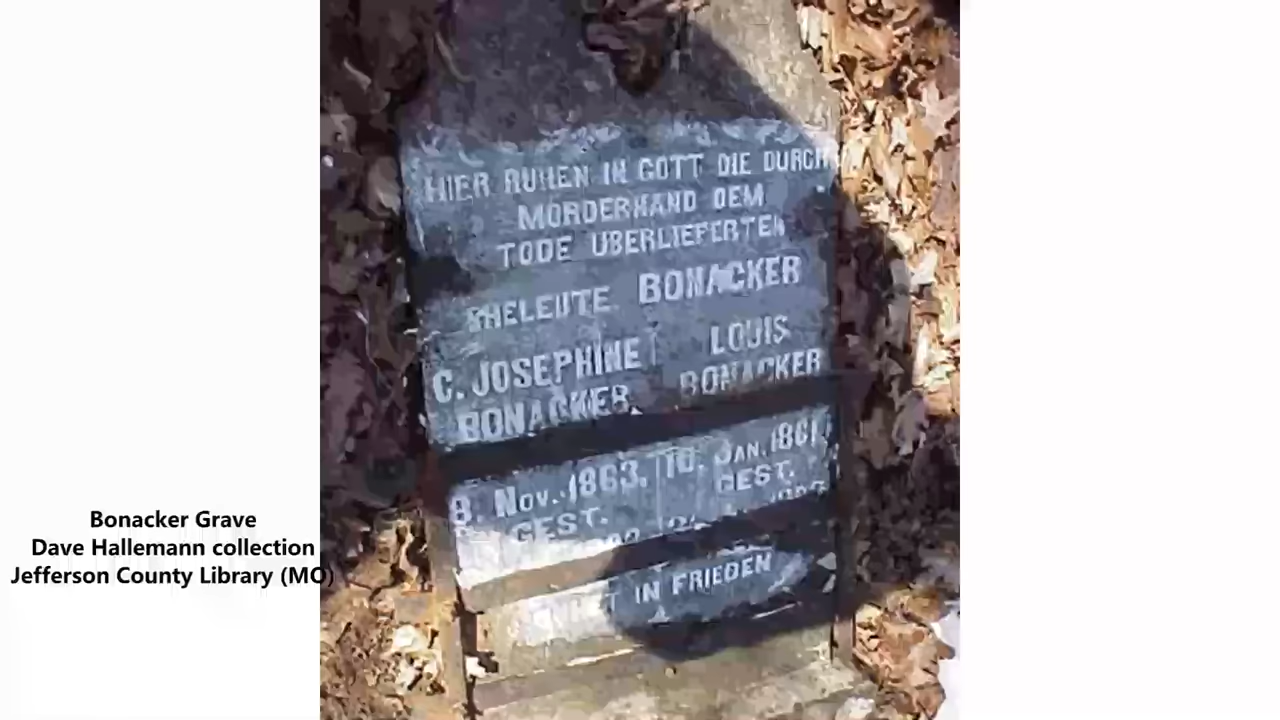 HIER RUHEN IN GOTT DIE DURCH
MÖRDERHAND DEM
TODE UBERLIEFERTEN
EHELEUTE BONACKER
C. JOSEPHINE LOUIS
BONACKER BONACKER
8. NOV. 1863. 10. JAN. 1861.
GEST. GEST.
IN FRIEDEN
Bonacker Grave
Dave Hallemann collection
Jefferson County Library (MO)